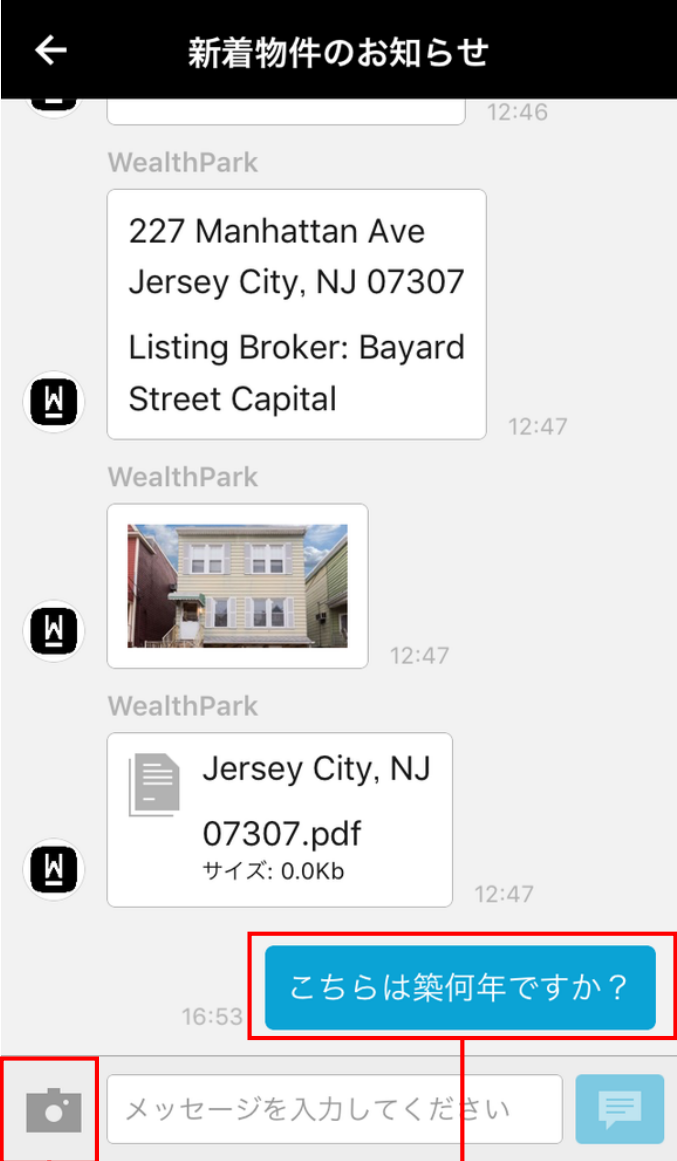 新着物件のお知らせ
12:46
WealthPark
227 Manhattan Ave
Jersey City, NJ 07307
Listing Broker: Bayard
Street Capital
12:47
WealthPark
12:47
WealthPark
Jersey City, NJ
07307.pdf
サイズ: 0.0Kb
12:47
こちらは築何年ですか？
16:53
メッセージを入力してください